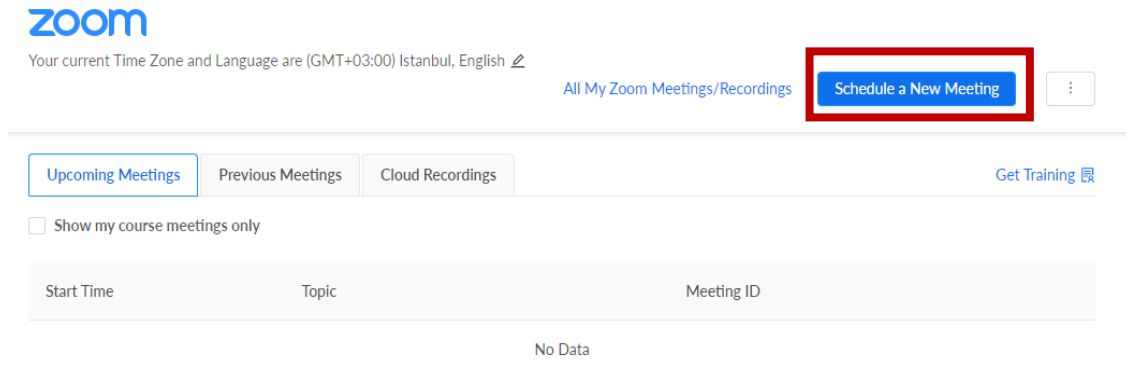 zoom
Your current Time Zone and Language are (GMT+03:00) Istanbul, English
All My Zoom Meetings/Recordings Schedule a New Meeting
Upcoming Meetings Previous Meetings Cloud Recordings Get Training
Show my course meetings only
Start Time Topic Meeting ID
No Data